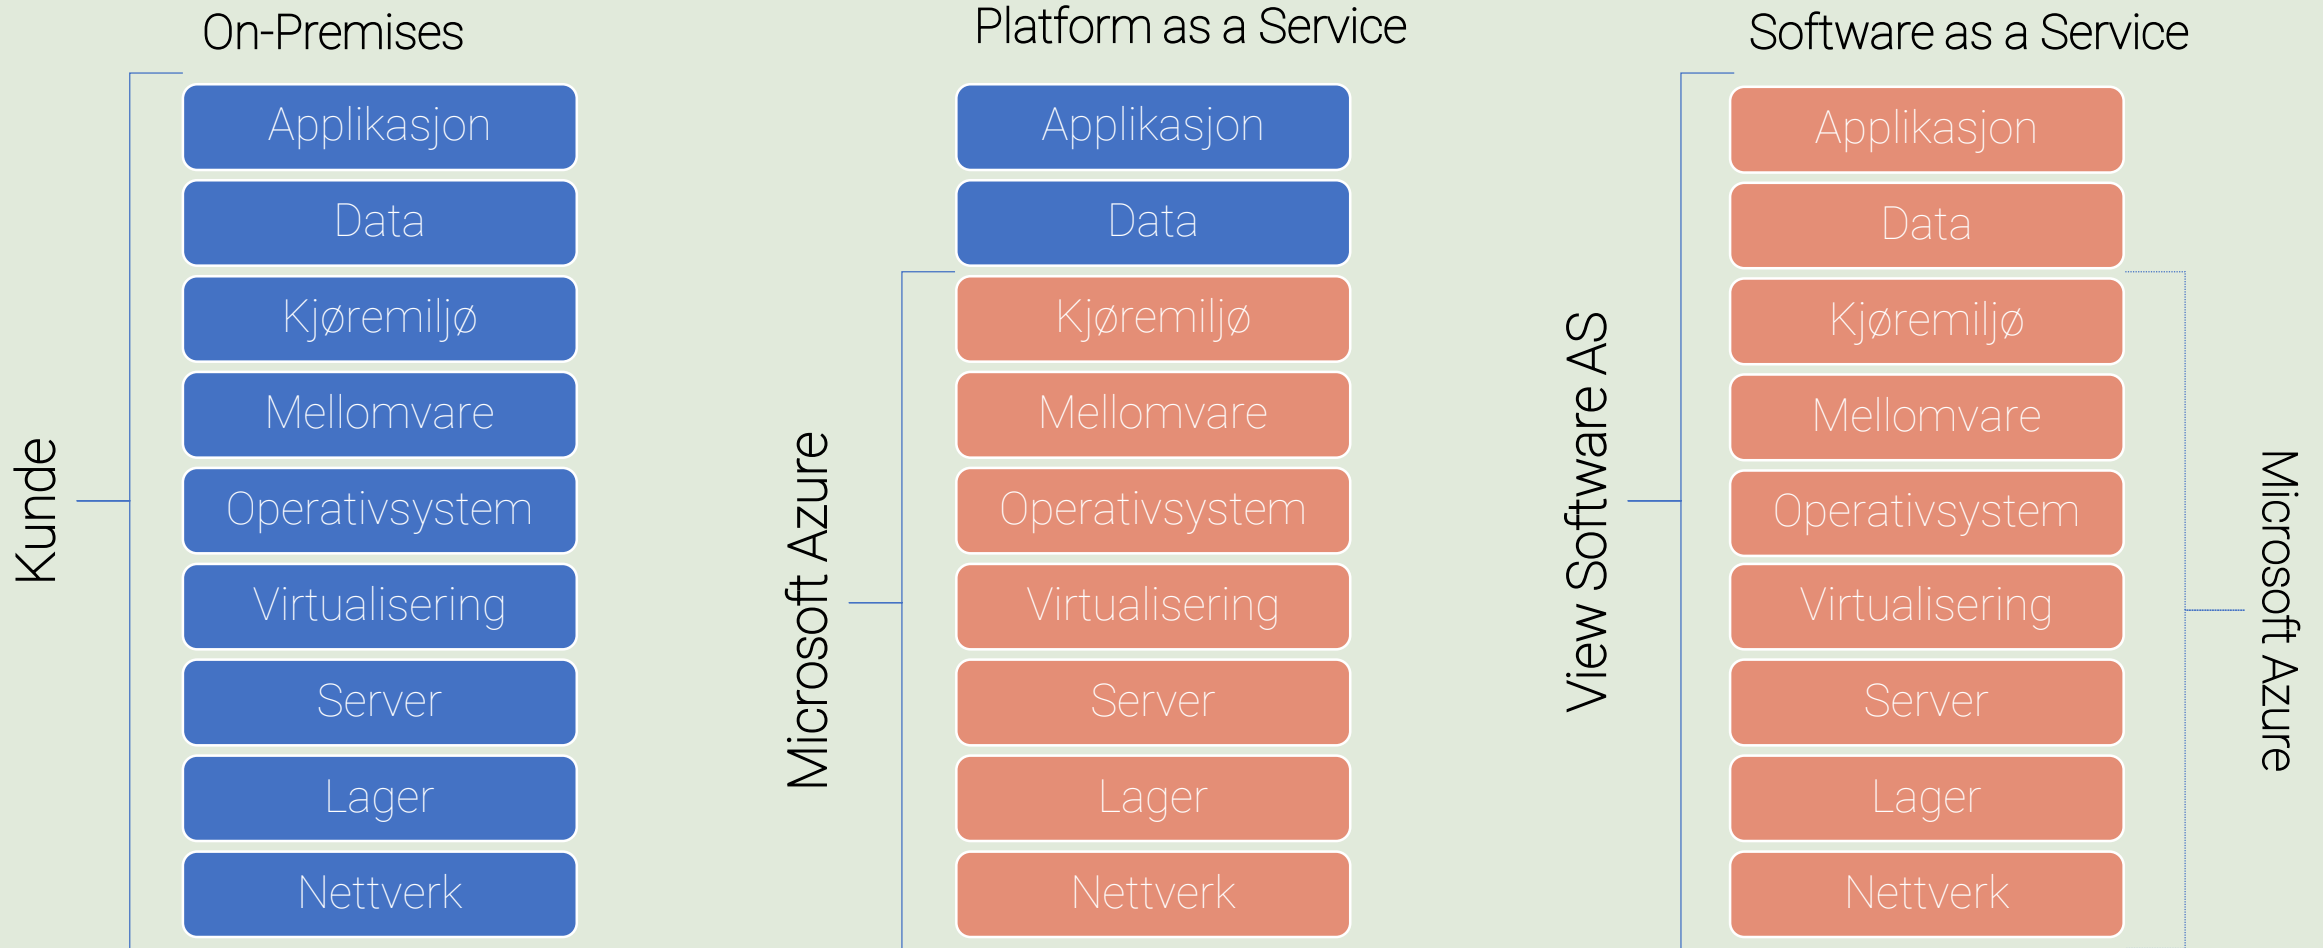 On-Premises
Kunde
Applikasjon
Data
Kjøremiljø
Mellomvare
Operativsystem
Virtualisering
Server
Lager
Nettverk
Platform as a Service
Microsoft Azure
Applikasjon
Data
Kjøremiljø
Mellomvare
Operativsystem
Virtualisering
Server
Lager
Nettverk
Software as a Service
View Software AS
Applikasjon
Data
Kjøremiljø
Mellomvare
Operativsystem
Virtualisering
Server
Lager
Nettverk
Microsoft Azure